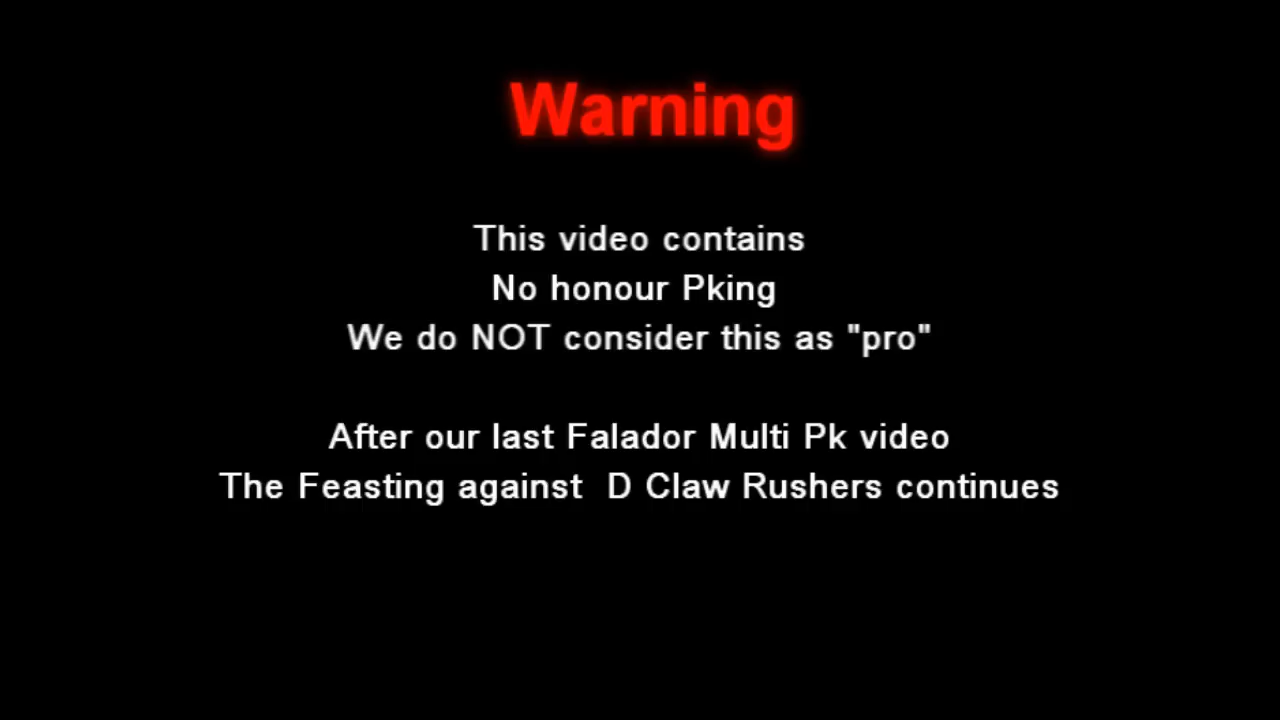 Warning
This video contains
No honour Pking
We do NOT consider this as "pro"
After our last Falador Multi Pk video
The Feasting against  D Claw Rushers continues